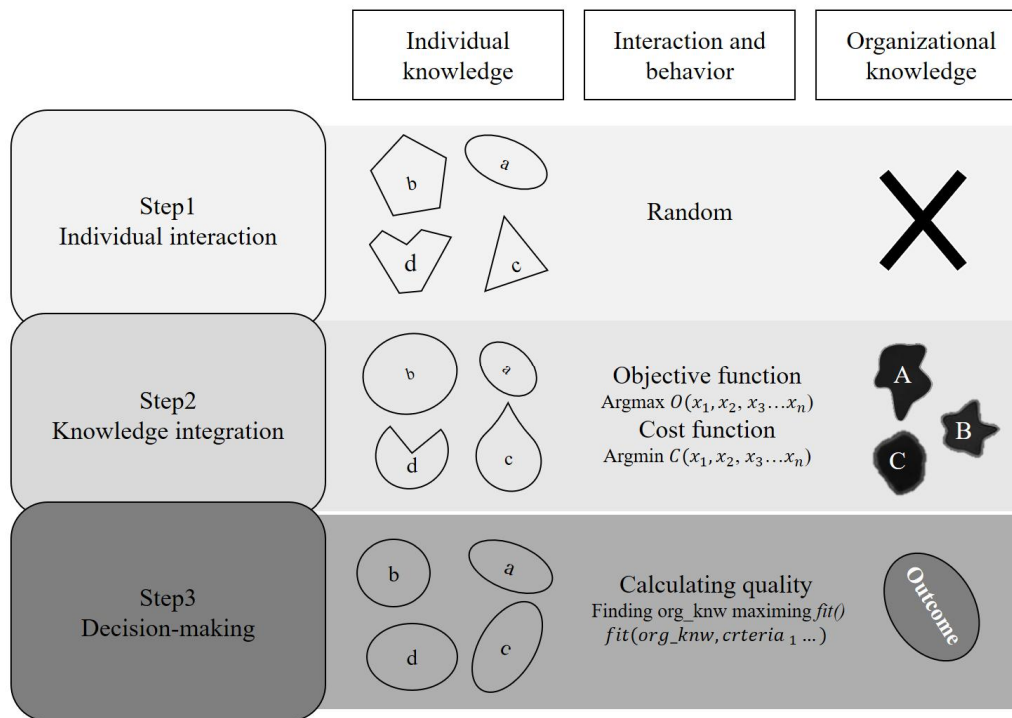 Individual
knowledge
Interaction and
behavior
Organizational
knowledge
Step1
Individual interaction
b
a
d
c
Random
Step2
Knowledge integration
b
a
d
c
Objective function
Argmax O(x₁, x₂, x₃…xₙ)
Cost function
Argmin C(x₁, x₂, x₃…xₙ)
A
B
C
Step3
Decision-making
b
a
d
c
Calculating quality
Finding org_knw maximing fit()
fit(org_knw, crteria ₁ …)
Outcome